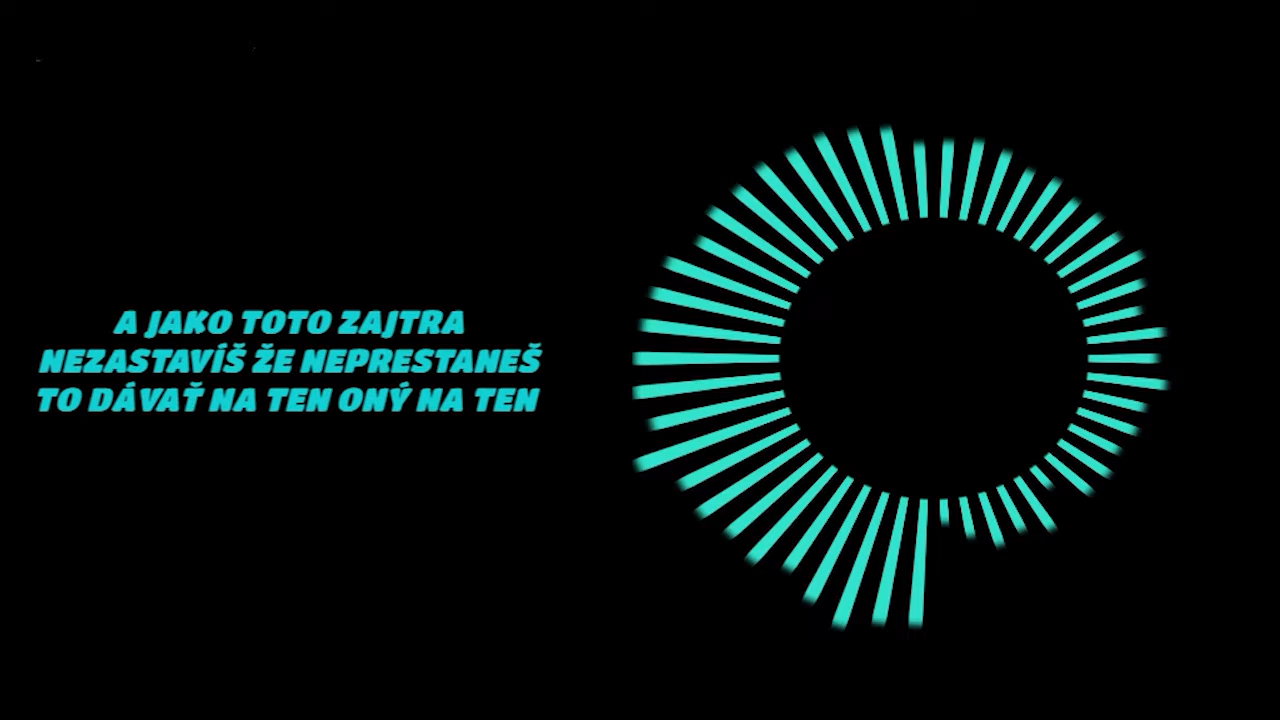 A JAKO TOTO ZAJTRA
NEZASTAVÍŠ ŽE NEPRESTANEŠ
TO DÁVAŤ NA TEN ONÝ NA TEN